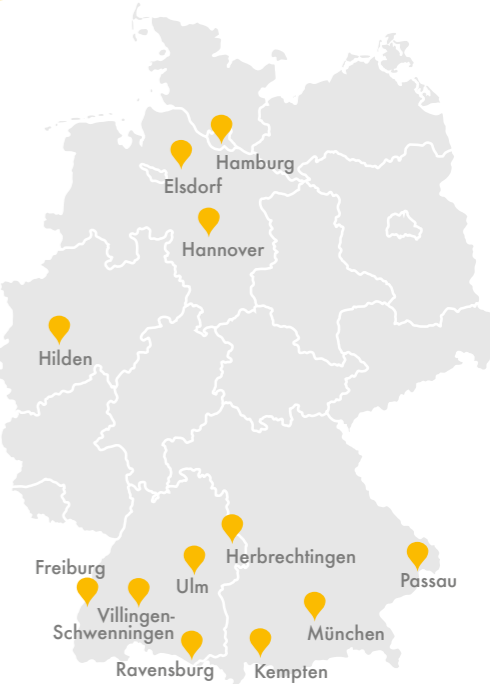 Hamburg
Elsdorf
Hannover
Hilden
Herbrechtingen
Freiburg
Ulm
Passau
Villingen-
Schwenningen
München
Ravensburg
Kempten